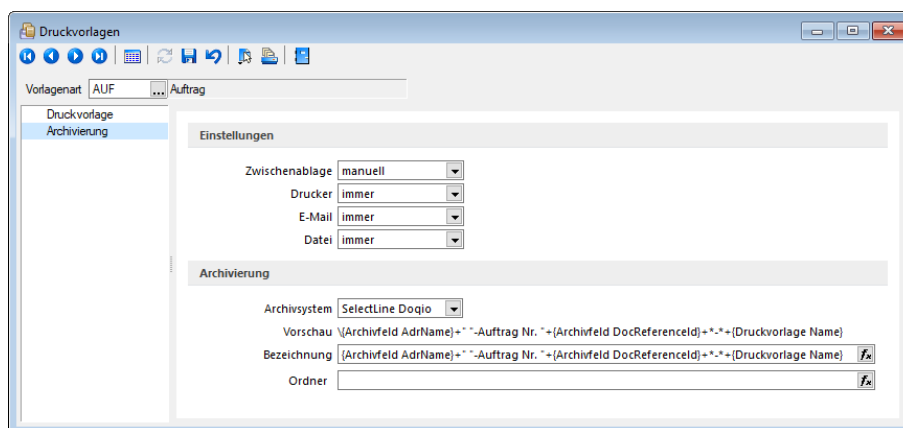 Druckvorlagen
Vorlagenart AUF ... Auftrag
Druckvorlage
Archivierung
Einstellungen
Zwischenablage manuell
Drucker immer
E-Mail immer
Datei immer
Archivierung
Archivsystem SelectLine Doqio
Vorschau \{Archivfeld AdrName}+" "-Auftrag Nr. "+{Archivfeld DocReferenceId}+"-"+{Druckvorlage Name}
Bezeichnung {Archivfeld AdrName}+" "-Auftrag Nr. "+{Archivfeld DocReferenceId}+"-"+{Druckvorlage Name} fx
Ordner fx